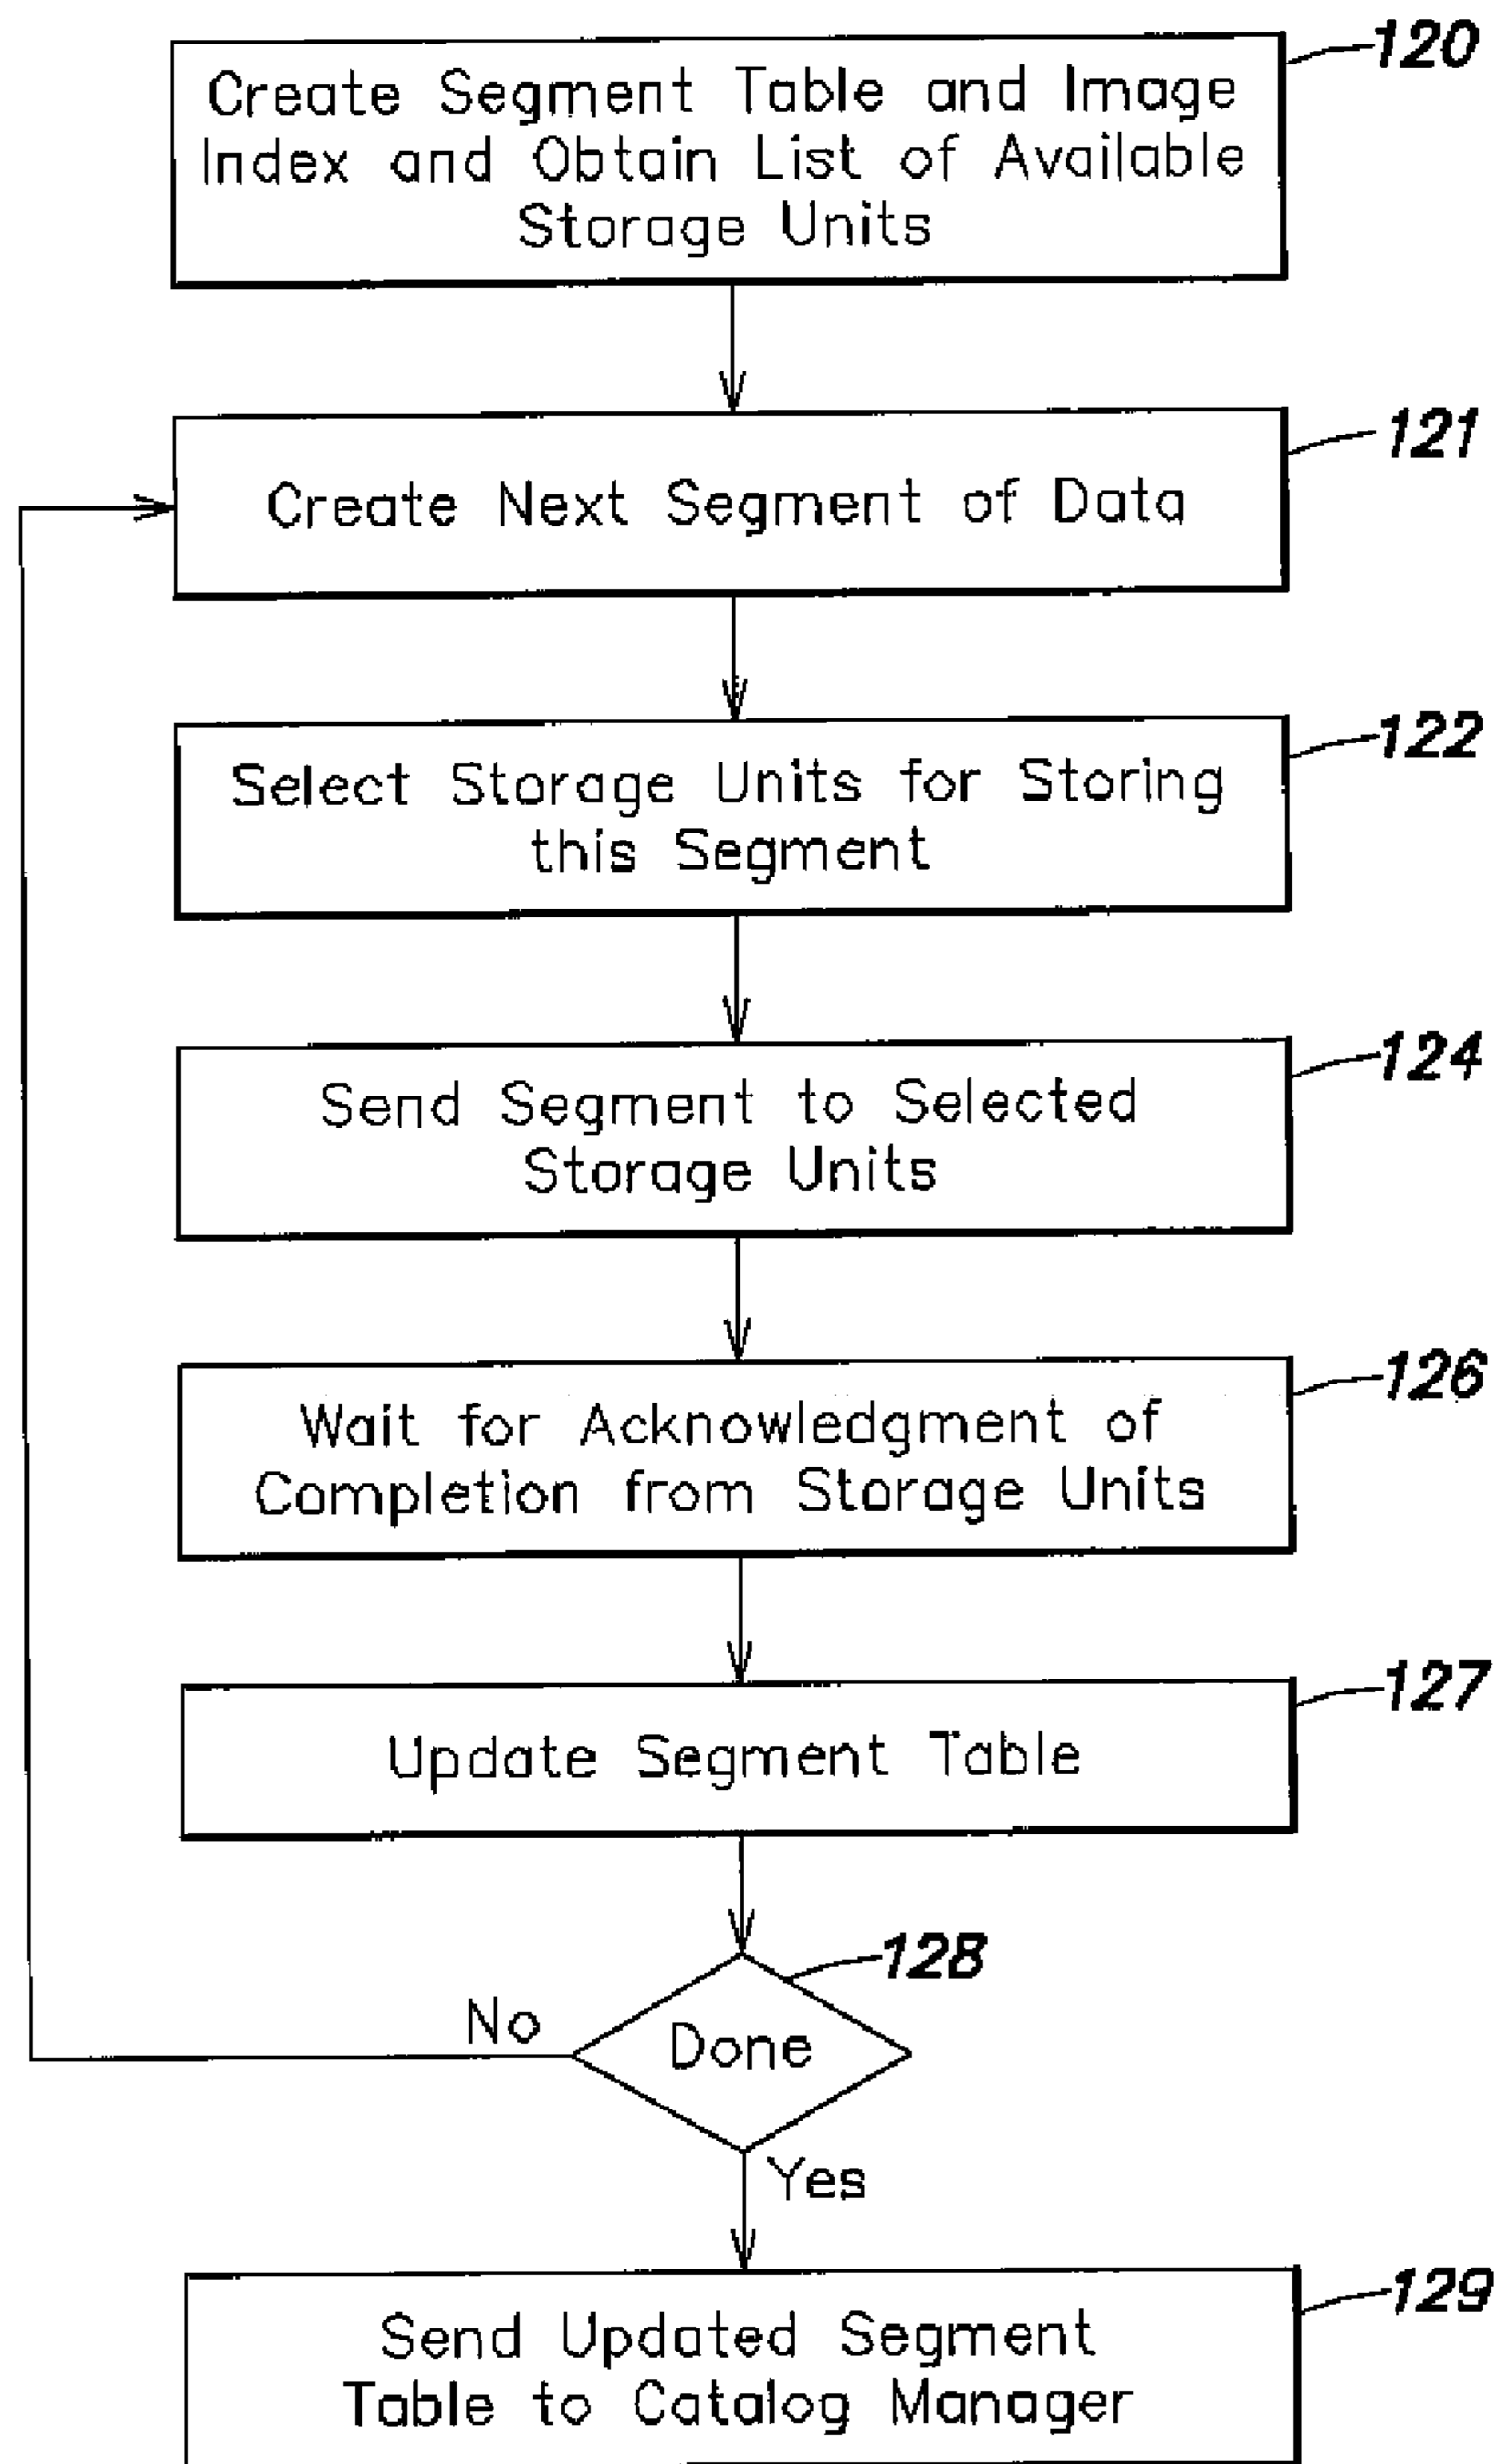 120
Create Segment Table and Image
Index and Obtain List of Available
Storage Units
121
Create Next Segment of Data
122
Select Storage Units for Storing
this Segment
124
Send Segment to Selected
Storage Units
126
Wait for Acknowledgment of
Completion from Storage Units
127
Update Segment Table
128
No
Done
Yes
129
Send Updated Segment
Table to Catalog Manager